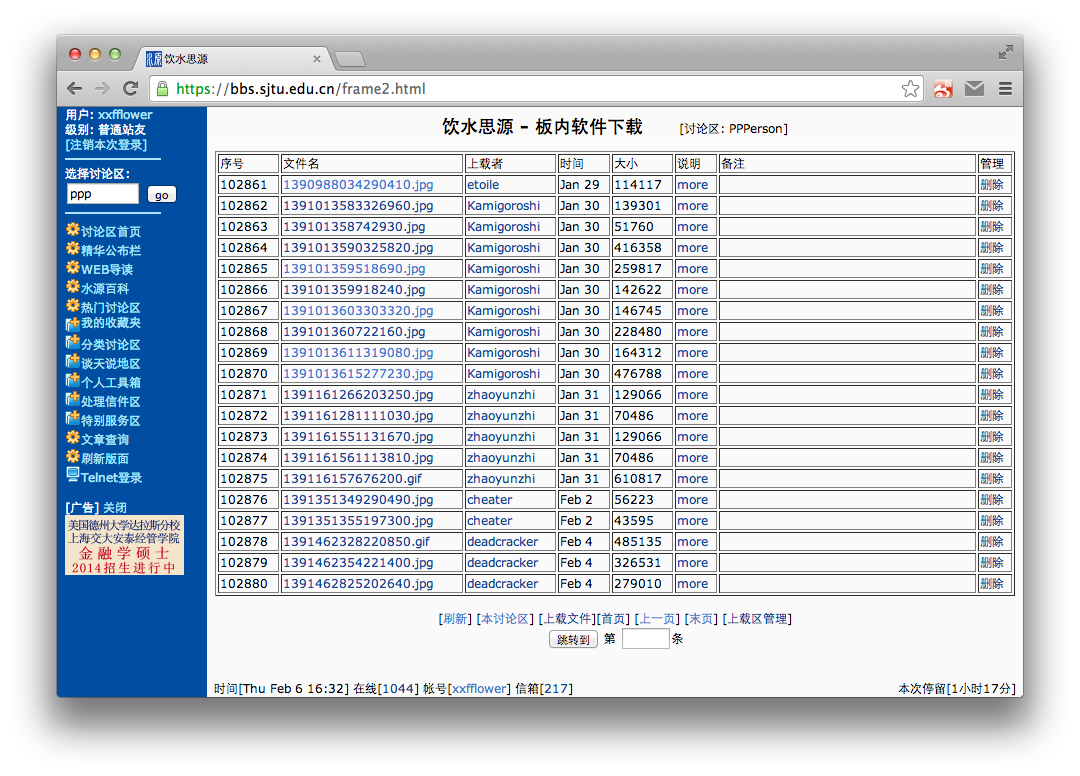 饮水思源
https://bbs.sjtu.edu.cn/frame2.html
用户: xxfflower
级别: 普通站友
[注销本次登录]
选择讨论区:
ppp go
讨论区首页
精华公布栏
WEB导读
水源百科
热门讨论区
我的收藏夹
分类讨论区
谈天说地区
个人工具箱
处理信件区
特别服务区
文章查询
刷新版面
Telnet登录
[广告] 关闭
美国德州大学达拉斯分校
上海交大安泰经管学院
金融学硕士
2014招生进行中
饮水思源 - 板内软件下载 [讨论区: PPPerson]
序号 文件名 上载者 时间 大小 说明 备注 管理
102861 1390988034290410.jpg etoile Jan 29 114117 more 删除
102862 1391013583326960.jpg Kamigoroshi Jan 30 139301 more 删除
102863 139101358742930.jpg Kamigoroshi Jan 30 51760 more 删除
102864 1391013590325820.jpg Kamigoroshi Jan 30 416358 more 删除
102865 139101359518690.jpg Kamigoroshi Jan 30 259817 more 删除
102866 139101359918240.jpg Kamigoroshi Jan 30 142622 more 删除
102867 1391013603303320.jpg Kamigoroshi Jan 30 146745 more 删除
102868 139101360722160.jpg Kamigoroshi Jan 30 228480 more 删除
102869 1391013611319080.jpg Kamigoroshi Jan 30 164312 more 删除
102870 1391013615277230.jpg Kamigoroshi Jan 30 476788 more 删除
102871 1391161266203250.jpg zhaoyunzhi Jan 31 129066 more 删除
102872 1391161281111030.jpg zhaoyunzhi Jan 31 70486 more 删除
102873 1391161551131670.jpg zhaoyunzhi Jan 31 129066 more 删除
102874 1391161561113810.jpg zhaoyunzhi Jan 31 70486 more 删除
102875 139116157676200.gif zhaoyunzhi Jan 31 610817 more 删除
102876 1391351349290490.jpg cheater Feb 2 56223 more 删除
102877 1391351355197300.jpg cheater Feb 2 43595 more 删除
102878 1391462328220850.gif deadcracker Feb 4 485135 more 删除
102879 1391462354221400.jpg deadcracker Feb 4 326531 more 删除
102880 1391462825202640.jpg deadcracker Feb 4 279010 more 删除
[刷新] [本讨论区] [上载文件][首页] [上一页] [末页] [上载区管理]
跳转到 第 条
时间[Thu Feb 6 16:32] 在线[1044] 帐号[xxfflower] 信箱[217] 本次停留[1小时17分]